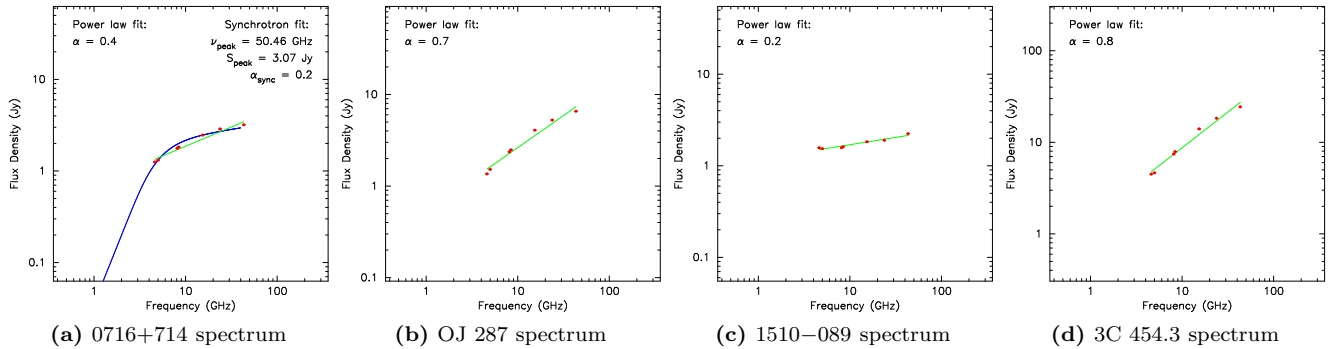 Power law fit:
α = 0.4
Synchrotron fit:
ν_peak = 50.46 GHz
S_peak = 3.07 Jy
α_sync = 0.2
Flux Density (Jy)
10
1
0.1
1
10
100
Frequency (GHz)
(a) 0716+714 spectrum
Power law fit:
α = 0.7
Flux Density (Jy)
10
1
0.1
1
10
100
Frequency (GHz)
(b) OJ 287 spectrum
Power law fit:
α = 0.2
Flux Density (Jy)
10
1
0.1
1
10
100
Frequency (GHz)
(c) 1510−089 spectrum
Power law fit:
α = 0.8
Flux Density (Jy)
100
10
1
1
10
100
Frequency (GHz)
(d) 3C 454.3 spectrum